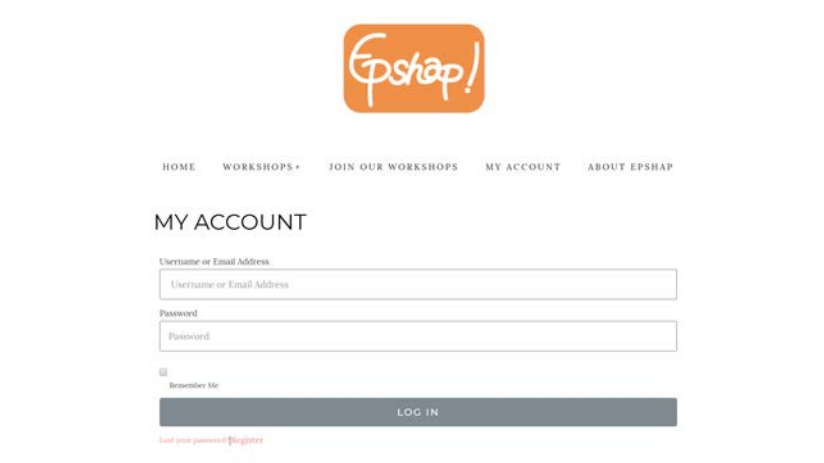 Epshap!
HOME WORKSHOPS+ JOIN OUR WORKSHOPS MY ACCOUNT ABOUT EPSHAP
MY ACCOUNT
Username or Email Address
Username or Email Address
Password
Password
Remember Me
LOG IN
Lost your password? Register